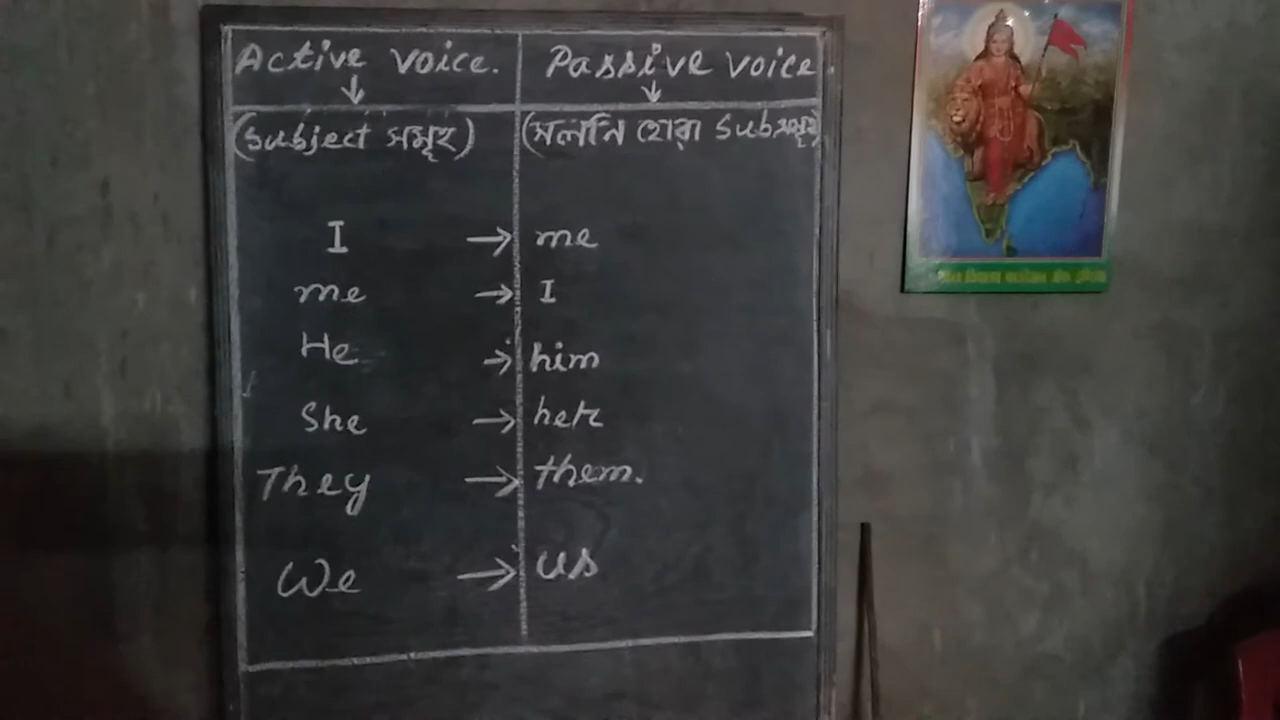 Active voice. Passive voice.
↓ ↓
(Subject সমূহ) (সলনি হোৱা Subসমূহ)
I → me
me → I
He → him
She → her
They → them.
We → us